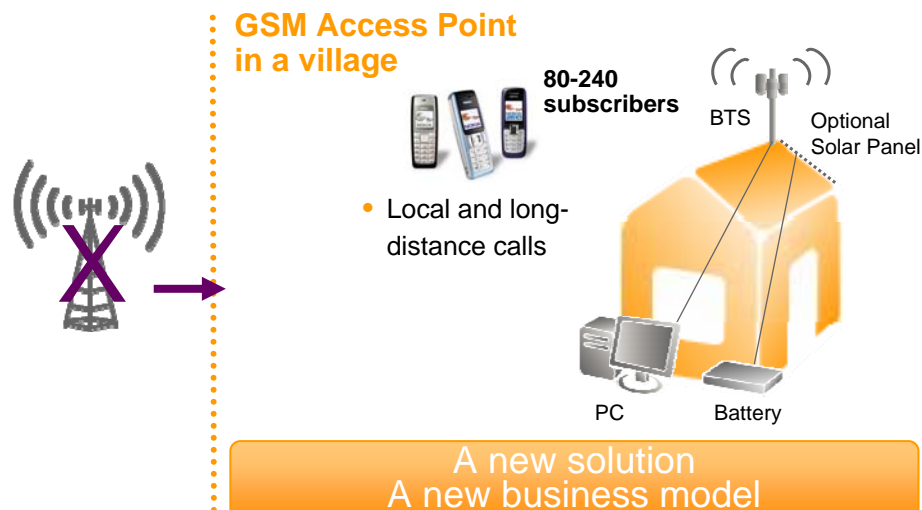 GSM Access Point
in a village
80-240
subscribers
BTS
Optional
Solar Panel
• Local and long-
distance calls
PC
Battery
A new solution
A new business model